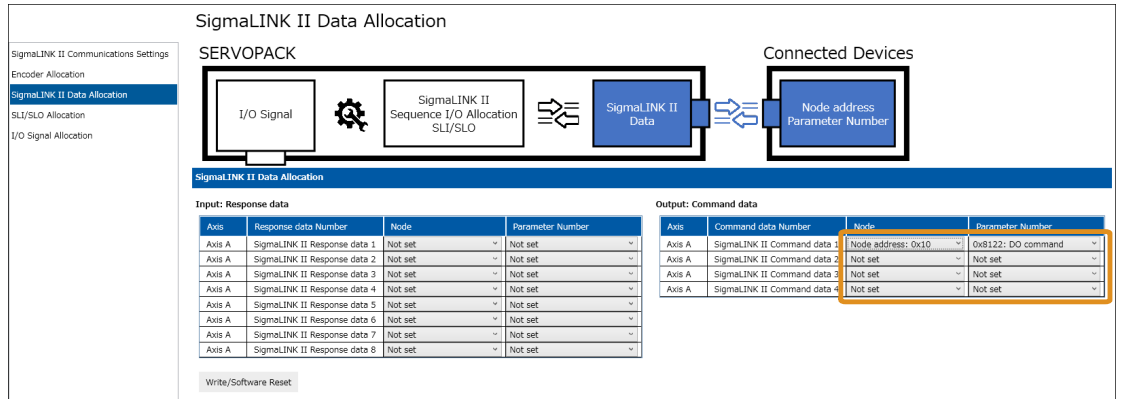 SigmaLINK II Data Allocation
SigmaLINK II Communications Settings
Encoder Allocation
SigmaLINK II Data Allocation
SLI/SLO Allocation
I/O Signal Allocation
SERVOPACK
Connected Devices
I/O Signal
SigmaLINK II
Sequence I/O Allocation
SLI/SLO
SigmaLINK II
Data
Node address
Parameter Number
SigmaLINK II Data Allocation
Input: Response data
Axis Response data Number Node Parameter Number
Axis A SigmaLINK II Response data 1 Not set Not set
Axis A SigmaLINK II Response data 2 Not set Not set
Axis A SigmaLINK II Response data 3 Not set Not set
Axis A SigmaLINK II Response data 4 Not set Not set
Axis A SigmaLINK II Response data 5 Not set Not set
Axis A SigmaLINK II Response data 6 Not set Not set
Axis A SigmaLINK II Response data 7 Not set Not set
Axis A SigmaLINK II Response data 8 Not set Not set
Output: Command data
Axis Command data Number Node Parameter Number
Axis A SigmaLINK II Command data 1 Node address: 0x10 0x8122: DO command
Axis A SigmaLINK II Command data 2 Not set Not set
Axis A SigmaLINK II Command data 3 Not set Not set
Axis A SigmaLINK II Command data 4 Not set Not set
Write/Software Reset